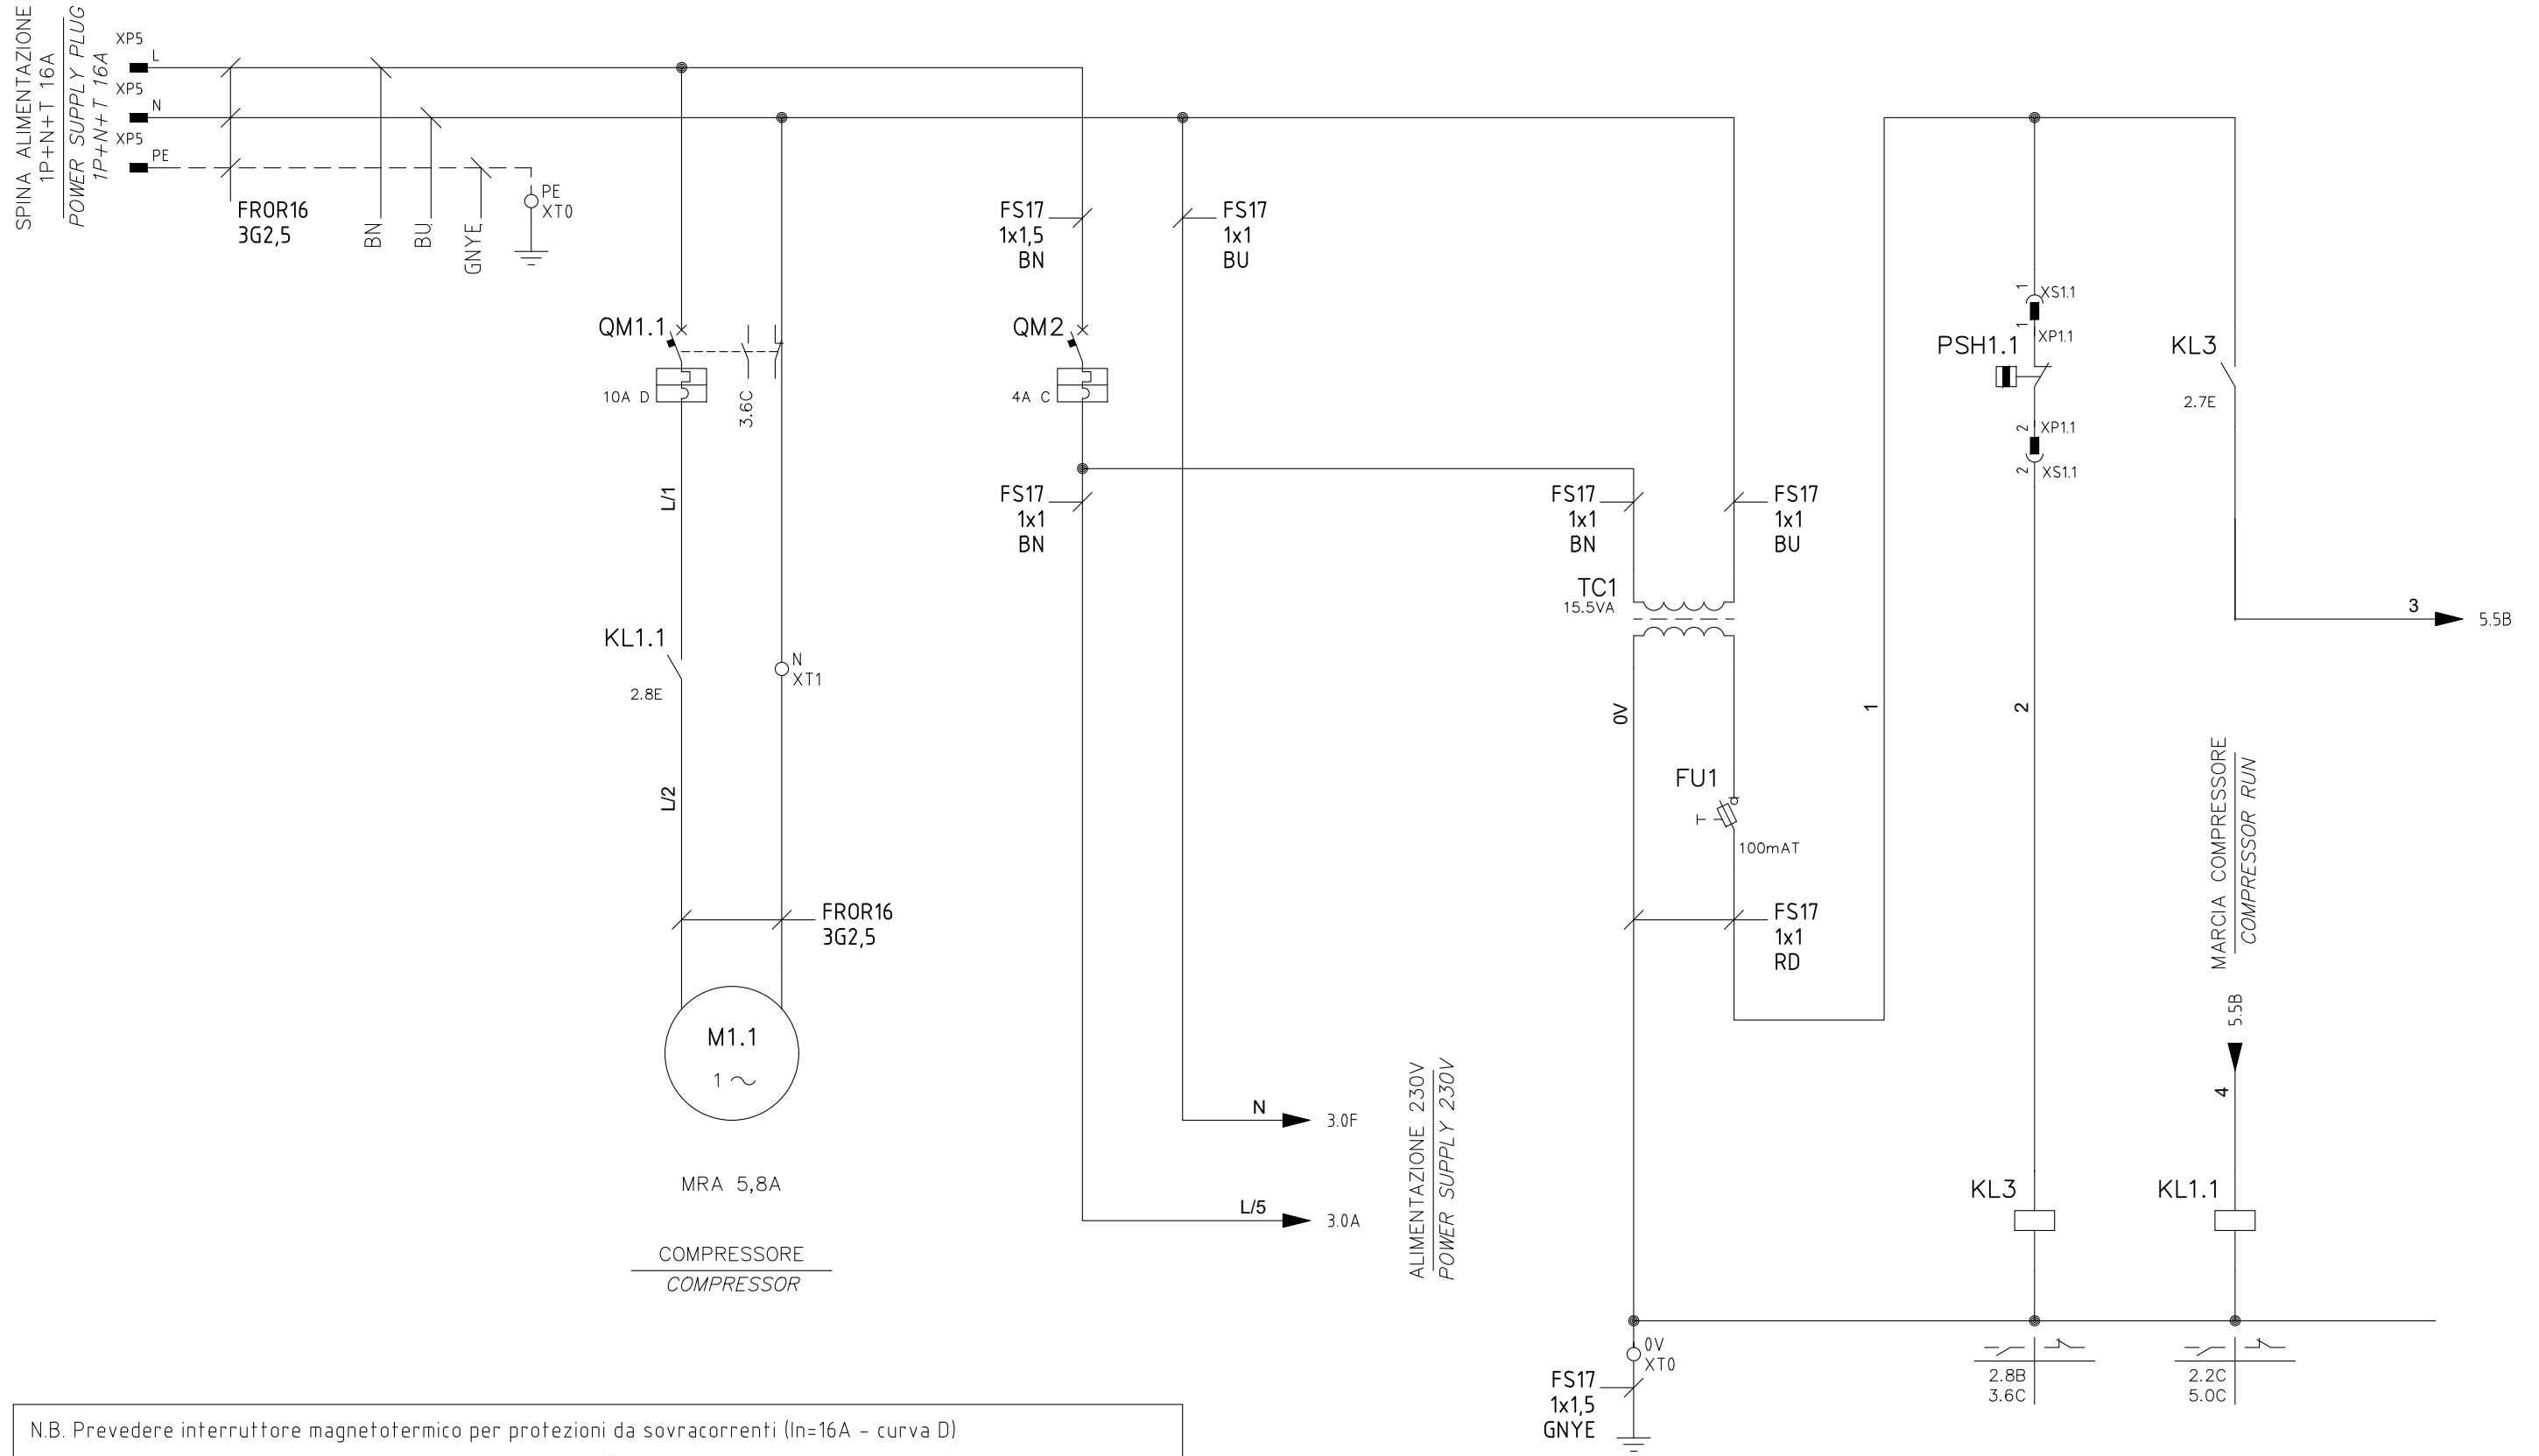 SPINA ALIMENTAZIONE
1P+N+T 16A
POWER SUPPLY PLUG
1P+N+T 16A
XP5
L
XP5
N
XP5
PE
FROR16
3G2,5
BN
BU
GNYE
PE
XT0
QM1.1
10A D
3.6C
L/1
KL1.1
2.8E
N
XT1
L/2
FROR16
3G2,5
M1.1
1
MRA 5,8A
COMPRESSORE
COMPRESSOR
FS17
1x1,5
BN
FS17
1x1
BU
QM2
4A C
FS17
1x1
BN
N
3.0F
L/5
3.0A
ALIMENTAZIONE 230V
POWER SUPPLY 230V
FS17
1x1
BN
FS17
1x1
BU
TC1
15.5VA
0V
FU1
100mAT
FS17
1x1
RD
1
0V
XT0
FS17
1x1,5
GNYE
1
XS1.1
1
XP1.1
PSH1.1
2
XP1.1
2
XS1.1
2
KL3
2.7E
3
5.5B
MARCIA COMPRESSORE
COMPRESSOR RUN
5.5B
4
KL3
KL1.1
2.8B
3.6C
2.2C
5.0C
N.B. Prevedere interruttore magnetotermico per protezioni da sovracorrenti (In=16A - curva D)